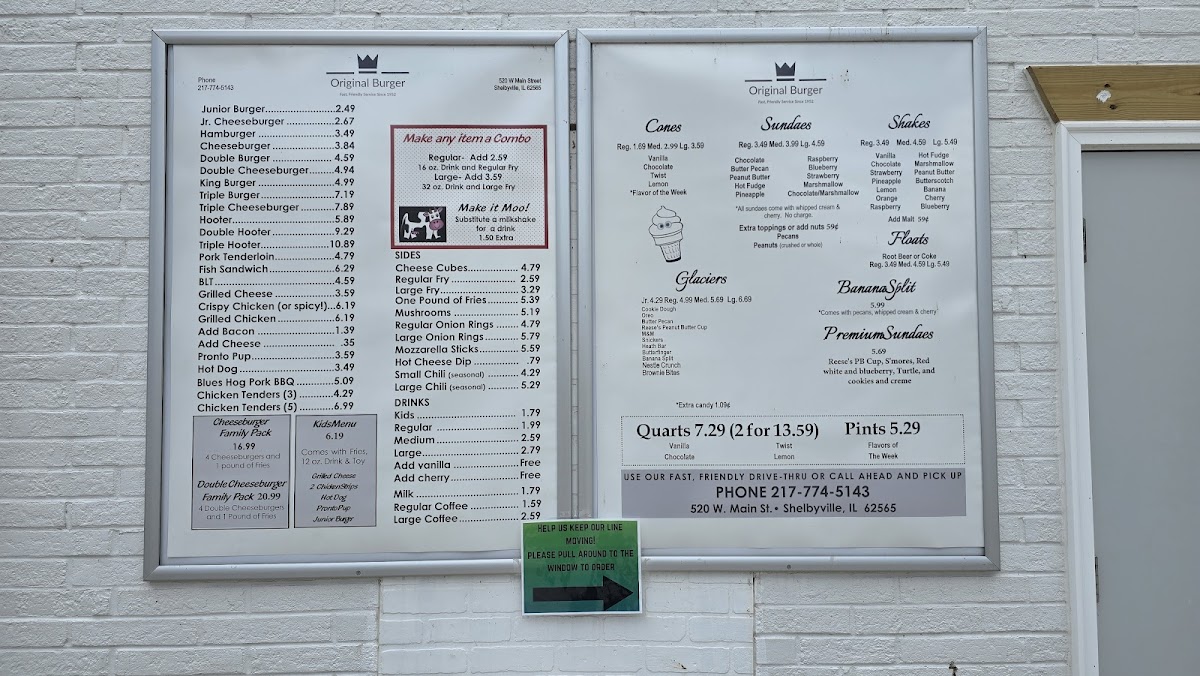 Phone
217-774-5143
Original Burger
Fast, Friendly Service Since 1952
520 W Main Street
Shelbyville, IL 62565
Junior Burger 2.49
Jr. Cheeseburger 2.67
Hamburger 3.49
Cheeseburger 3.84
Double Burger 4.59
Double Cheeseburger 4.94
King Burger 4.99
Triple Burger 7.19
Triple Cheeseburger 7.89
Hooter 5.89
Double Hooter 9.29
Triple Hooter 10.89
Pork Tenderloin 4.79
Fish Sandwich 6.29
BLT 4.59
Grilled Cheese 3.59
Crispy Chicken (or spicy!) 6.19
Grilled Chicken 6.19
Add Bacon 1.39
Add Cheese .35
Pronto Pup 3.59
Hot Dog 3.49
Blues Hog Pork BBQ 5.09
Chicken Tenders (3) 4.29
Chicken Tenders (5) 6.99
Cheeseburger
Family Pack
16.99
4 Cheeseburgers and
1 pound of Fries
Double Cheeseburger
Family Pack 20.99
4 Double Cheeseburgers
and 1 Pound of Fries
Kids Menu
6.19
Comes with Fries,
12 oz. Drink & Toy
Grilled Cheese
2 Chicken Strips
Hot Dog
Pronto Pup
Junior Burger
Make any item a Combo
Regular- Add 2.59
16 oz. Drink and Regular Fry
Large- Add 3.59
32 oz. Drink and Large Fry
Make it Moo!
Substitute a milkshake
for a drink
1.50 Extra
SIDES
Cheese Cubes 4.79
Regular Fry 2.59
Large Fry 3.29
One Pound of Fries 5.39
Mushrooms 5.19
Regular Onion Rings 4.79
Large Onion Rings 5.79
Mozzarella Sticks 5.59
Hot Cheese Dip .79
Small Chili (seasonal) 4.29
Large Chili (seasonal) 5.29
DRINKS
Kids 1.79
Regular 1.99
Medium 2.59
Large 2.79
Add vanilla Free
Add cherry Free
Milk 1.79
Regular Coffee 1.59
Large Coffee 2.59
Original Burger
Fast, Friendly Service Since 1952
Cones
Reg. 1.69 Med. 2.99 Lg. 3.59
Vanilla
Chocolate
Twist
Lemon
*Flavor of the Week
Sundaes
Reg. 3.49 Med. 3.99 Lg. 4.59
Chocolate Raspberry
Butter Pecan Blueberry
Peanut Butter Strawberry
Hot Fudge Marshmallow
Pineapple Chocolate/Marshmallow
*All sundaes come with whipped cream &
cherry. No charge.
Extra toppings or add nuts 59¢
Pecans
Peanuts (crushed or whole)
Shakes
Reg. 3.49 Med. 4.59 Lg. 5.49
Vanilla Hot Fudge
Chocolate Marshmallow
Strawberry Peanut Butter
Pineapple Butterscotch
Lemon Banana
Orange Cherry
Raspberry Blueberry
Add Malt 59¢
Floats
Root Beer or Coke
Reg. 3.49 Med. 4.59 Lg. 5.49
Glaciers
Jr. 4.29 Reg. 4.99 Med. 5.69 Lg. 6.69
Cookie Dough
Oreo
Butter Pecan
Reese's Peanut Butter Cup
M&M
Snickers
Heath Bar
Butterfinger
Banana Split
Nestle Crunch
Brownie Bites
*Extra candy 1.09¢
Banana Split
5.99
*Comes with pecans, whipped cream & cherry
Premium Sundaes
5.69
Reese's PB Cup, S'mores, Red
white and blueberry, Turtle, and
cookies and creme
Quarts 7.29 (2 for 13.59) Pints 5.29
Vanilla Twist Flavors of
Chocolate Lemon The Week
USE OUR FAST, FRIENDLY DRIVE-THRU OR CALL AHEAD AND PICK UP
PHONE 217-774-5143
520 W. Main St. • Shelbyville, IL 62565
HELP US KEEP OUR LINE
MOVING!
PLEASE PULL AROUND TO THE
WINDOW TO ORDER